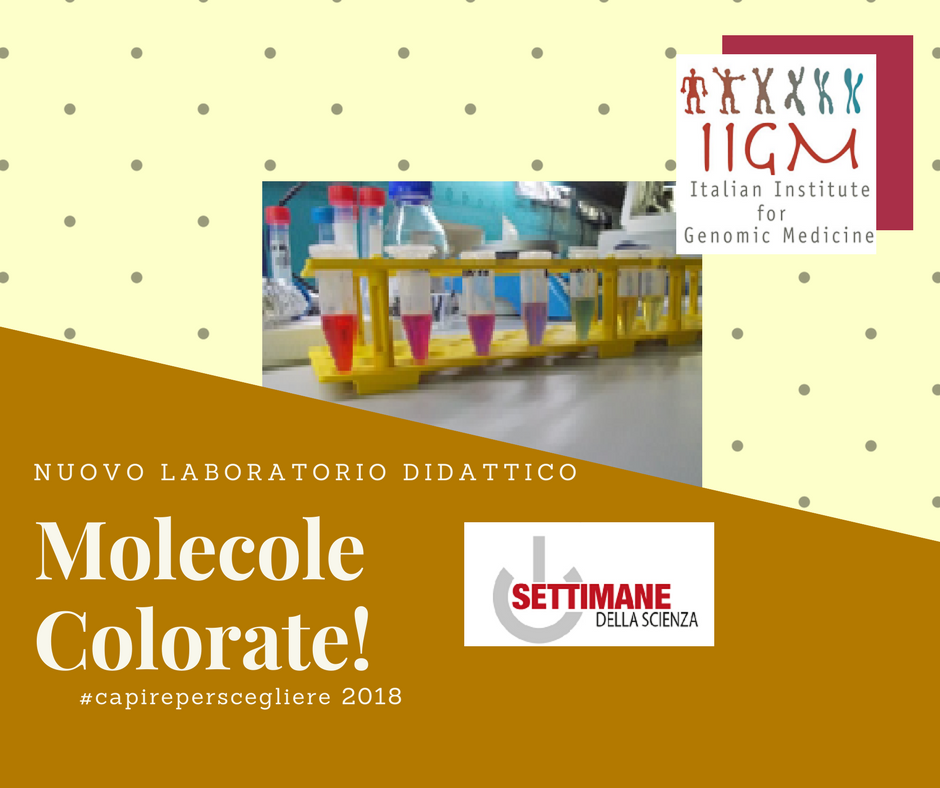 IIGM
Italian Institute
for
Genomic Medicine
NUOVO LABORATORIO DIDATTICO
Molecole
Colorate!
#capireperscegliere 2018
SETTIMANE
DELLA SCIENZA